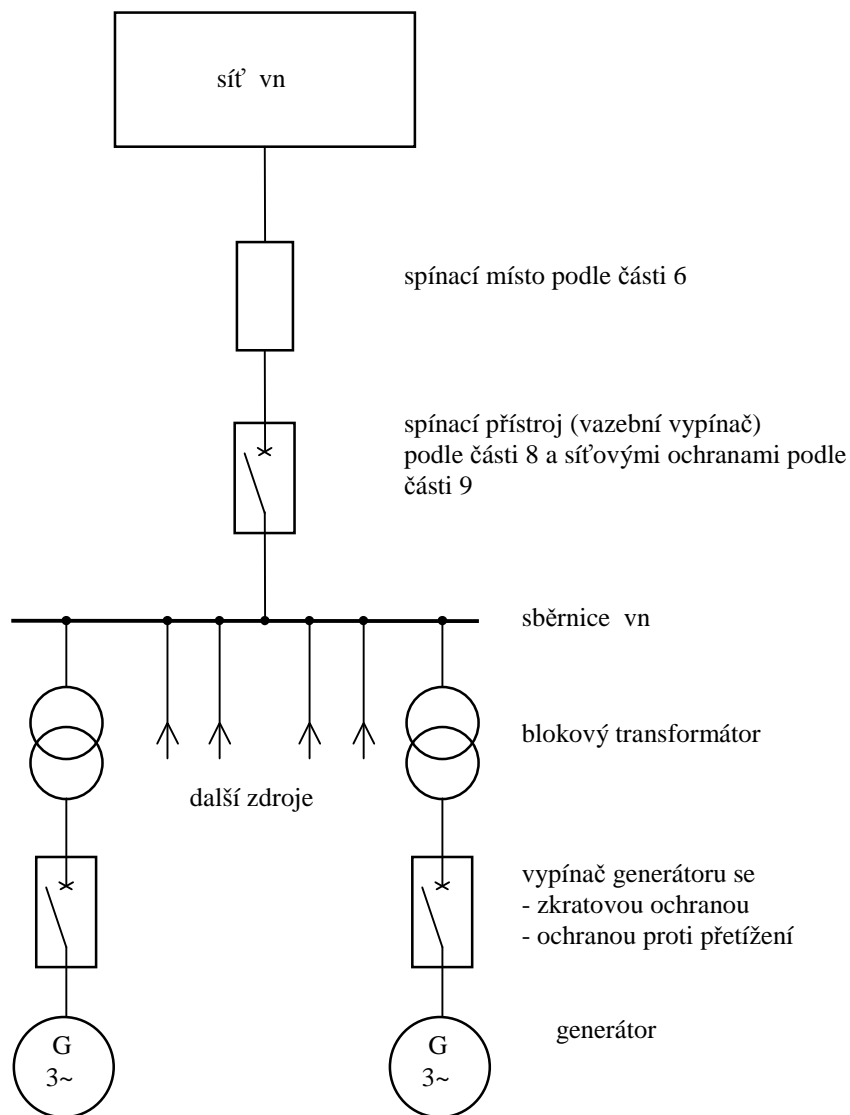 síť vn
spínací místo podle části 6
spínací přístroj (vazební vypínač)
podle části 8 a síťovými ochranami podle
části 9
sběrnice vn
blokový transformátor
další zdroje
vypínač generátoru se
- zkratovou ochranou
- ochranou proti přetížení
generátor
G
3~
G
3~